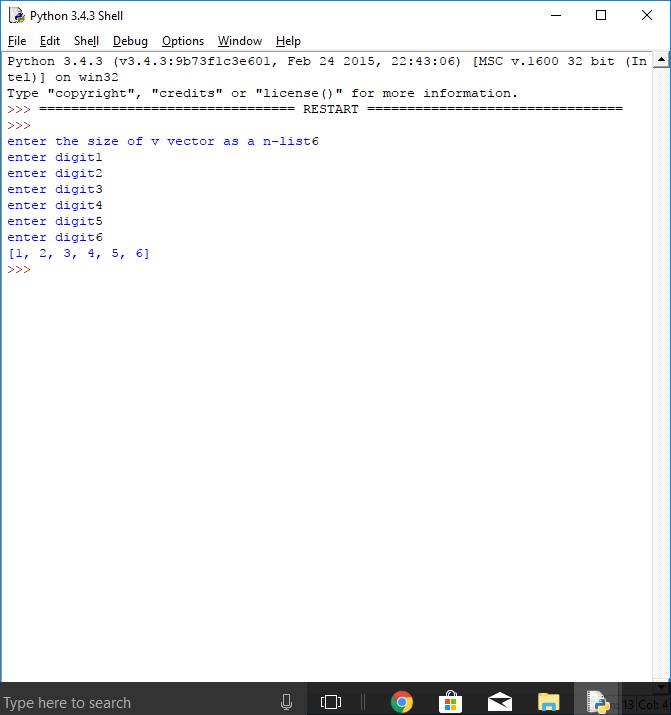 Python 3.4.3 Shell
File Edit Shell Debug Options Window Help
Python 3.4.3 (v3.4.3:9b73f1c3e601, Feb 24 2015, 22:43:06) [MSC v.1600 32 bit (In
tel)] on win32
Type "copyright", "credits" or "license()" for more information.
>>> ================================ RESTART ================================
>>>
enter the size of v vector as a n-list6
enter digit1
enter digit2
enter digit3
enter digit4
enter digit5
enter digit6
[1, 2, 3, 4, 5, 6]
>>>
Type here to search
13 Col: 4